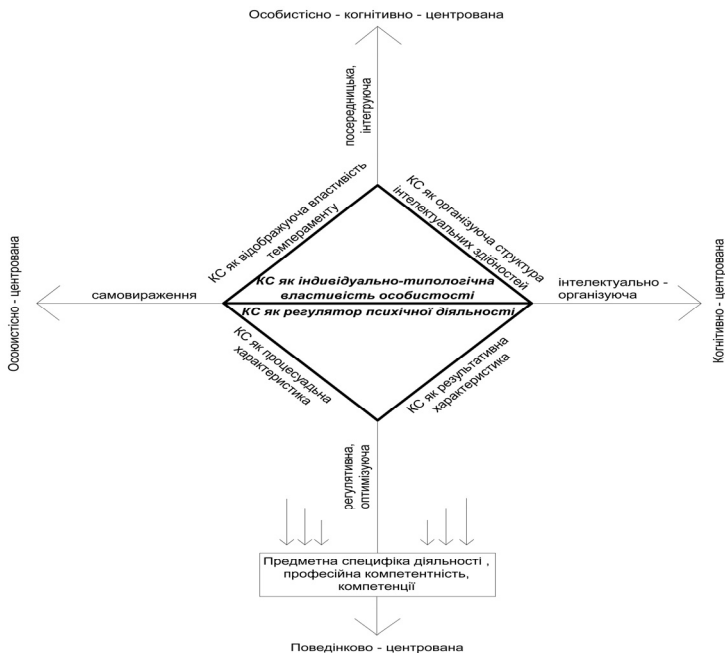 Особистісно - когнітивно - центрована
посередницька,
інтегруюча
КС як відображуюча властивість
темпераменту
КС як організуюча структура
інтелектуальних здібностей
Осоюистісно - центрована
самовираження
КС як індивідуально-типологічна
властивість особистості
КС як регулятор психічної діяльності
інтелектуально -
організуюча
Когнітивно - центрована
КС як процесуадьна
характеристика
КС як результативна
характеристика
регулятивна,
оптимізуюча
Предметна специфіка діяльності ,
професійна компетентність,
компетенції
Поведінково - центрована